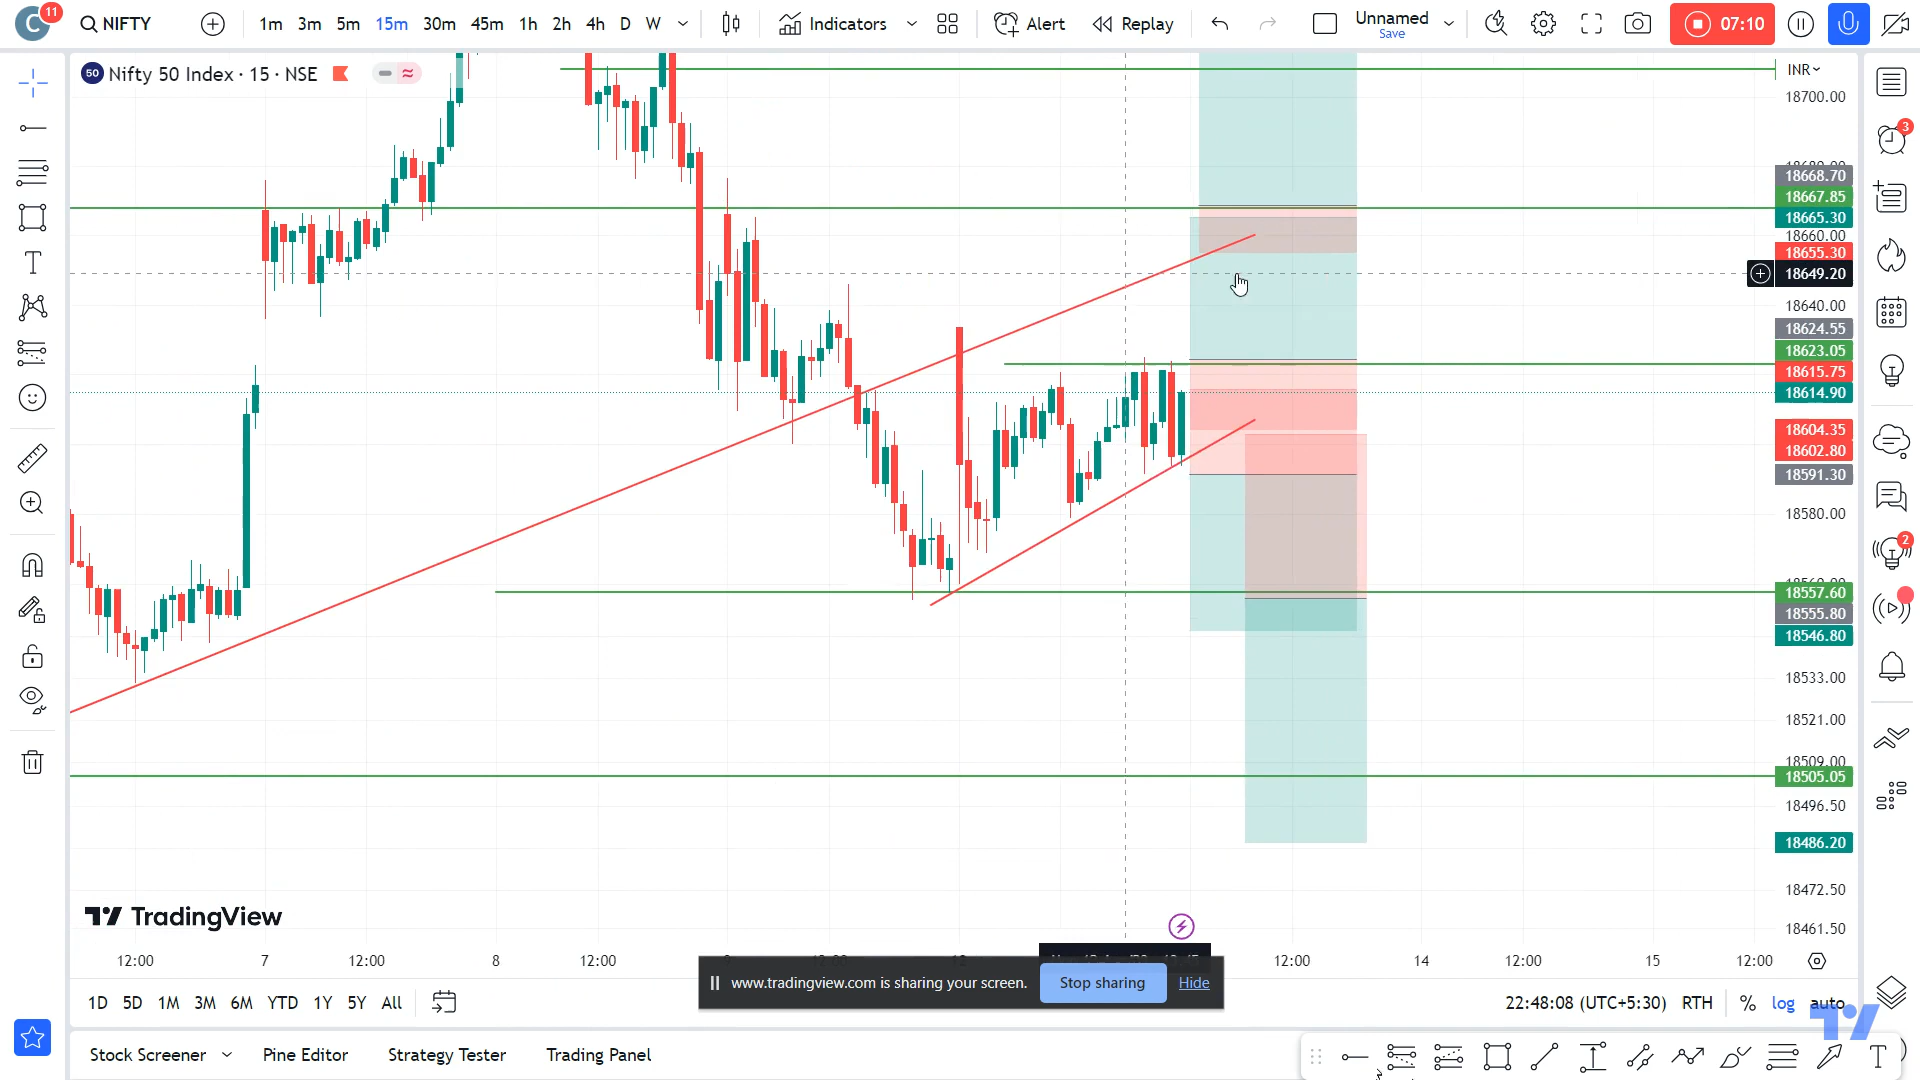 C 11
NIFTY
1m 3m 5m 15m 30m 45m 1h 2h 4h D W
Indicators
Alert
Replay
Unnamed
Save
07:10
50 Nifty 50 Index · 15 · NSE
INR
18700.00
18668.70
18667.85
18665.30
18660.00
18655.30
18649.20
18640.00
18624.55
18623.05
18615.75
18614.90
18604.35
18602.80
18591.30
18580.00
18557.60
18555.80
18546.80
18533.00
18521.00
18509.00
18505.05
18496.50
18486.20
18472.50
18461.50
3
2
TradingView
12:00 7 12:00 8 12:00 12:00 14 12:00 15 12:00
www.tradingview.com is sharing your screen. Stop sharing Hide
1D 5D 1M 3M 6M YTD 1Y 5Y All
22:48:08 (UTC+5:30) RTH % log auto
Stock Screener Pine Editor Strategy Tester Trading Panel